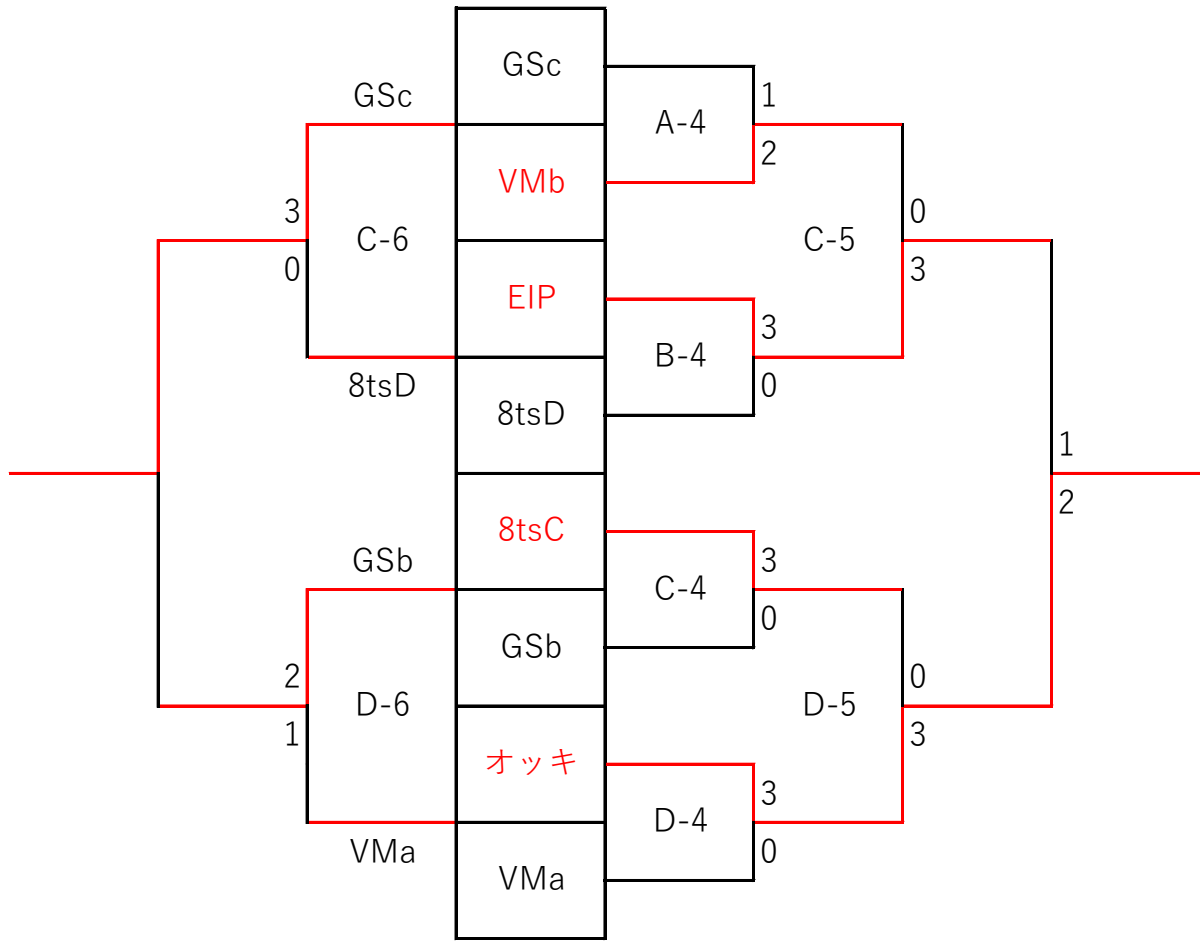 GSc
GSc
A-4
1
2
VMb
3
0
C-6
C-5
0
3
EIP
B-4
3
0
8tsD
8tsD
1
2
8tsC
GSb
C-4
3
0
GSb
2
1
D-6
D-5
0
3
オッキ
D-4
3
0
VMa
VMa